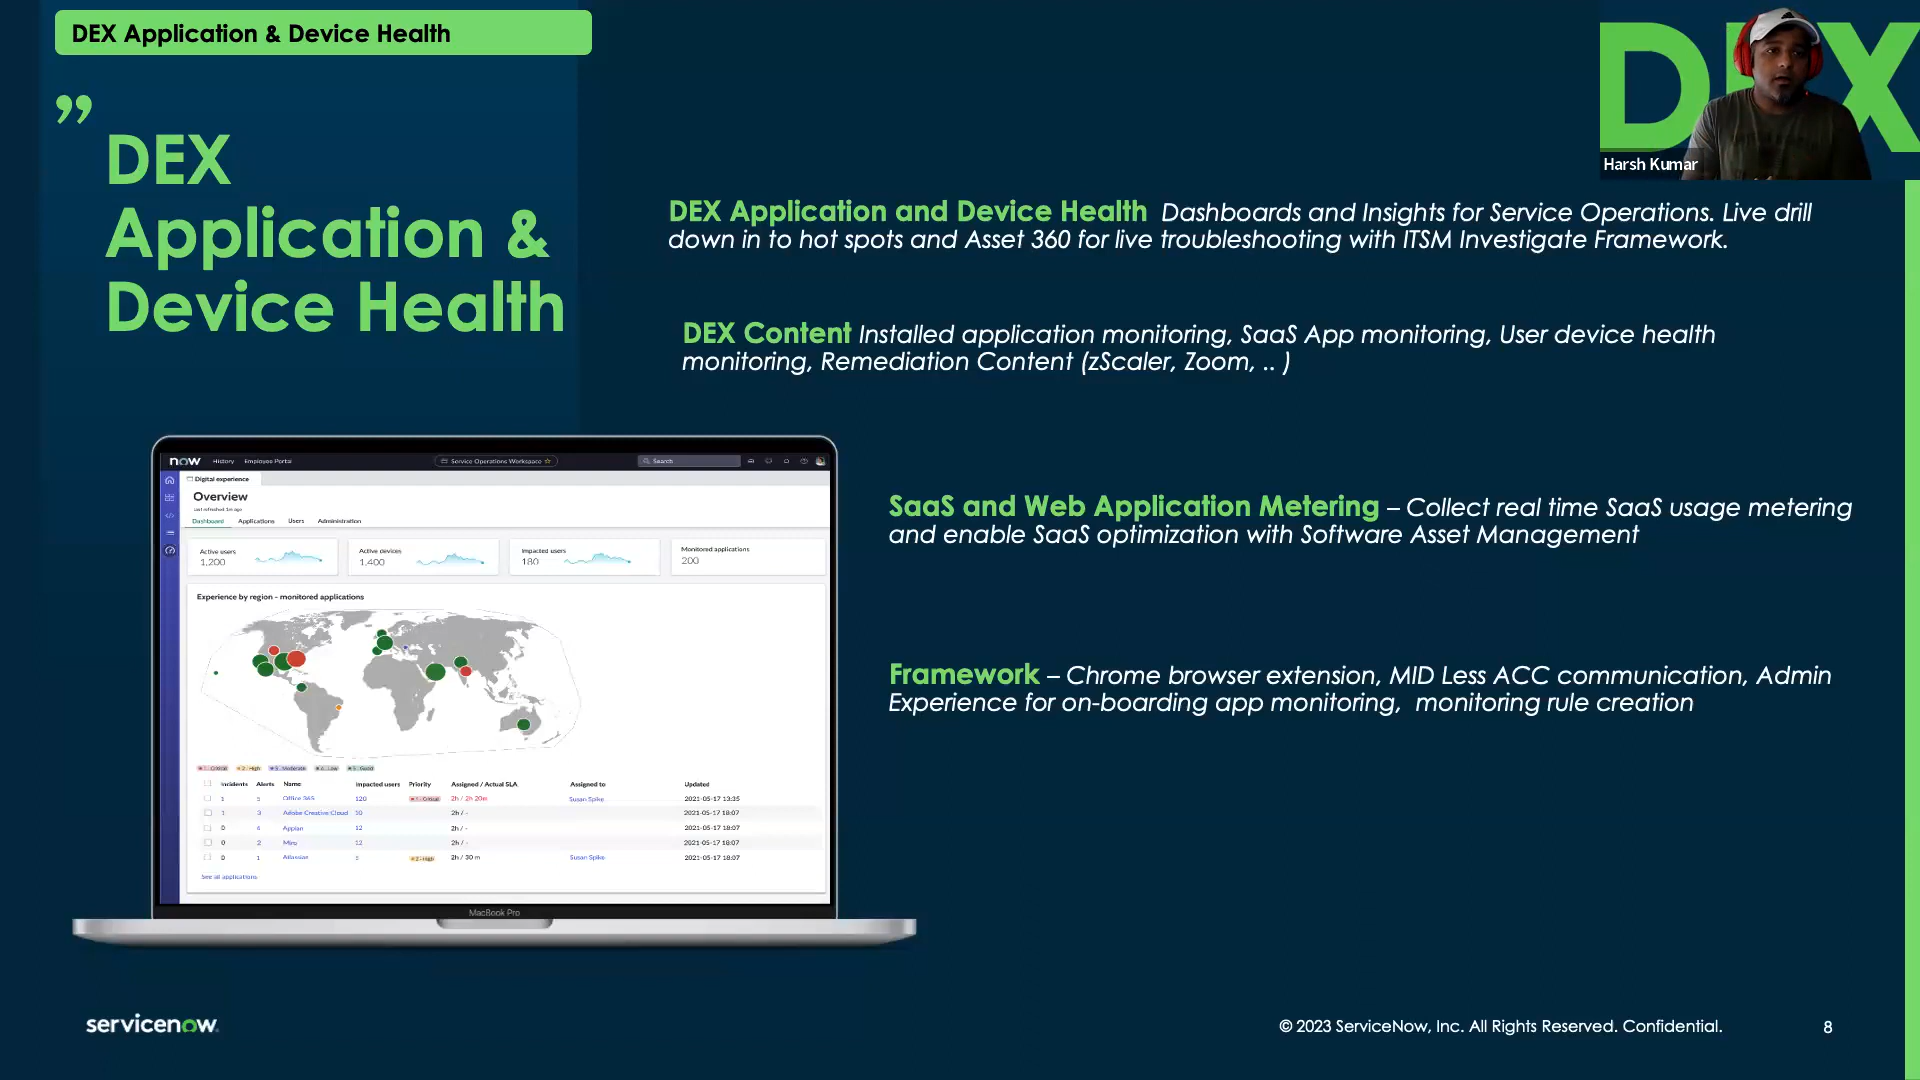 DEX Application & Device Health
”
DEX
Application &
Device Health
DEX
Harsh Kumar
DEX Application and Device Health Dashboards and Insights for Service Operations. Live drill
down in to hot spots and Asset 360 for live troubleshooting with ITSM Investigate Framework.
DEX Content Installed application monitoring, SaaS App monitoring, User device health
monitoring, Remediation Content (zScaler, Zoom, .. )
SaaS and Web Application Metering – Collect real time SaaS usage metering
and enable SaaS optimization with Software Asset Management
Framework – Chrome browser extension, MID Less ACC communication, Admin
Experience for on-boarding app monitoring, monitoring rule creation
now History Employee Portal Service Operations Workspace Search
Digital experience
Overview
Last refreshed 1m ago
Dashboard Applications Users Administration
Active users Active devices Impacted users Monitored applications
1,200 1,400 180 200
Experience by region - monitored applications
1 - Critical 2 - High 3 - Moderate 4 - Low 5 - Good
Incidents Alerts Name Impacted users Priority Assigned / Actual SLA Assigned to Updated
1 5 Office 365 120 1 - Critical 2h / 2h 20m Susan Spike 2021-05-17 13:35
1 3 Adobe Creative Cloud 2h / - 2021-05-17 18:07
0 4 Appian 12 2h / - 2021-05-17 18:07
0 2 Miro 12 2h / - 2021-05-17 18:07
0 1 Atlassian 2 - High 2h / 30 m Susan Spike 2021-05-17 18:07
See all applications
MacBook Pro
servicenow
© 2023 ServiceNow, Inc. All Rights Reserved. Confidential.
8